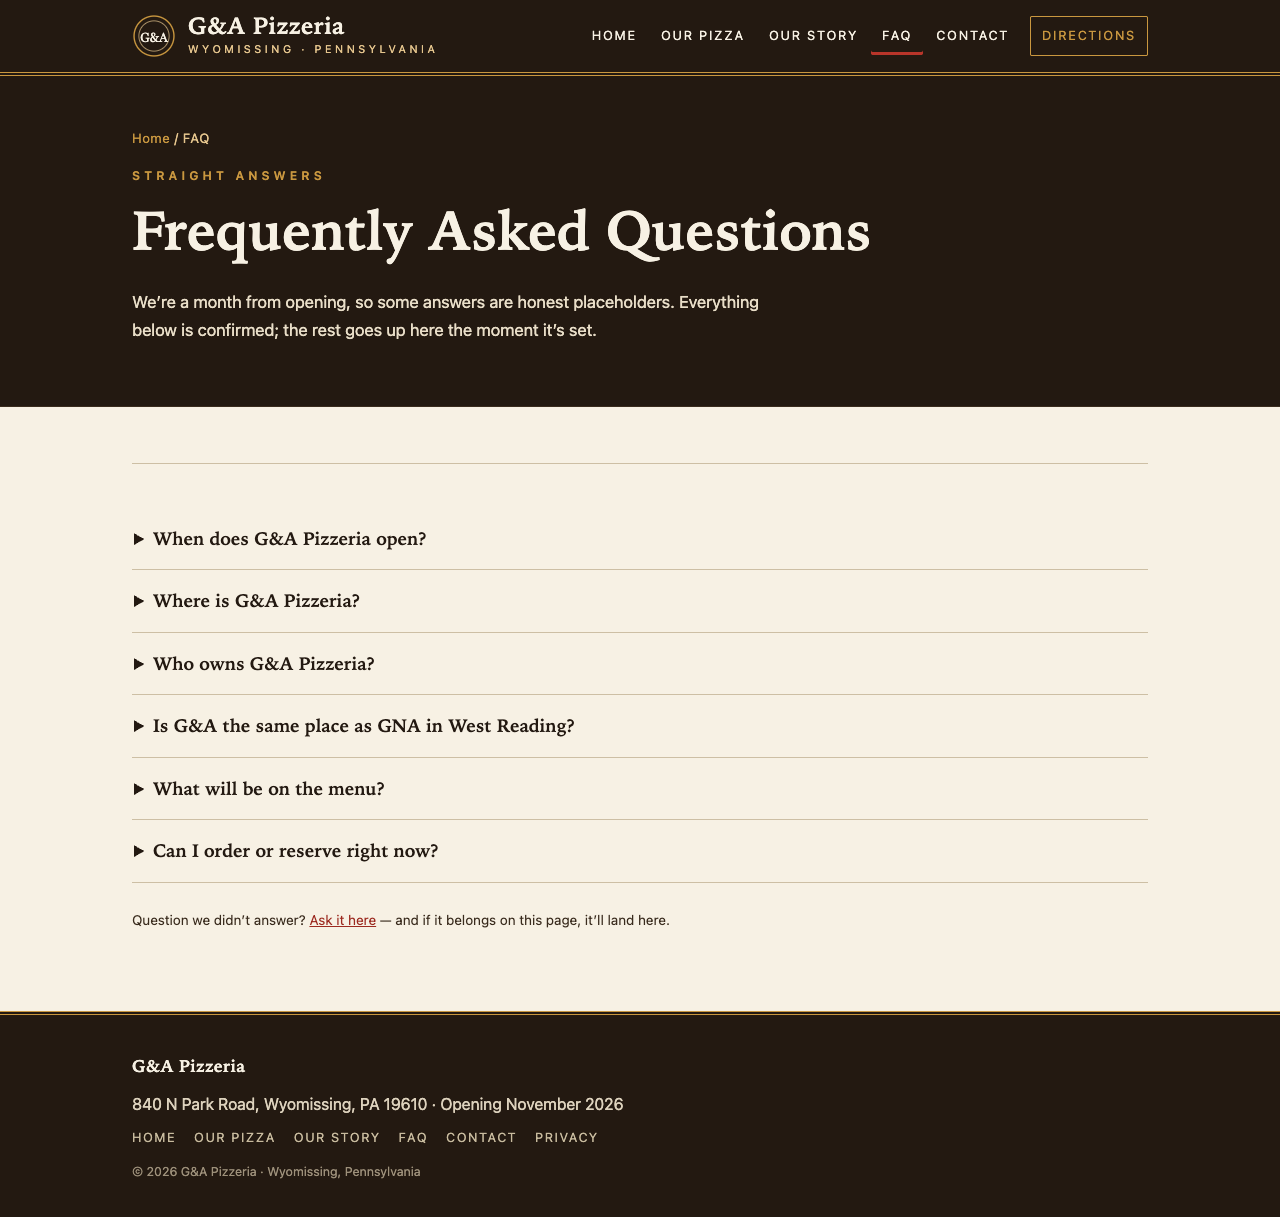 G&A
G&A Pizzeria
WYOMISSING · PENNSYLVANIA
HOME OUR PIZZA OUR STORY FAQ CONTACT DIRECTIONS
Home / FAQ
STRAIGHT ANSWERS
Frequently Asked Questions
We’re a month from opening, so some answers are honest placeholders. Everything
below is confirmed; the rest goes up here the moment it’s set.
When does G&A Pizzeria open?
Where is G&A Pizzeria?
Who owns G&A Pizzeria?
Is G&A the same place as GNA in West Reading?
What will be on the menu?
Can I order or reserve right now?
Question we didn’t answer? Ask it here — and if it belongs on this page, it’ll land here.
G&A Pizzeria
840 N Park Road, Wyomissing, PA 19610 · Opening November 2026
HOME OUR PIZZA OUR STORY FAQ CONTACT PRIVACY
© 2026 G&A Pizzeria · Wyomissing, Pennsylvania